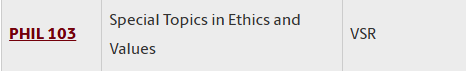 PHIL 103
Special Topics in Ethics and
Values
VSR